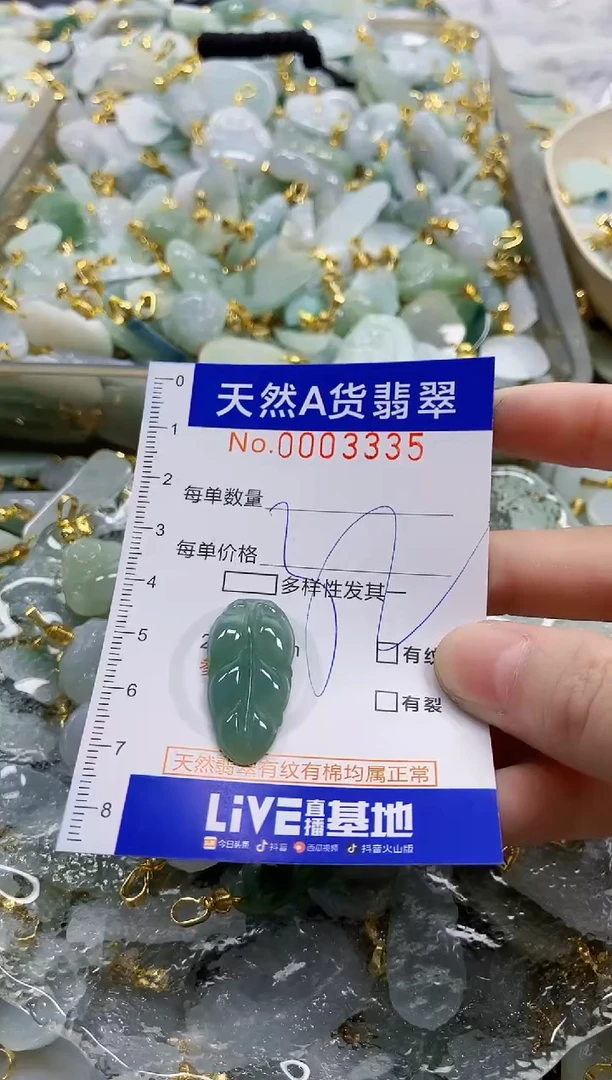 天然A货翡翠
No.0003335
0
1
2
3
4
5
6
7
8
每单数量
每单价格
多样性发其一
有纹
有裂
天然翡翠有纹有棉均属正常
LiVE直播基地
今日头条 抖音 西瓜视频 抖音火山版